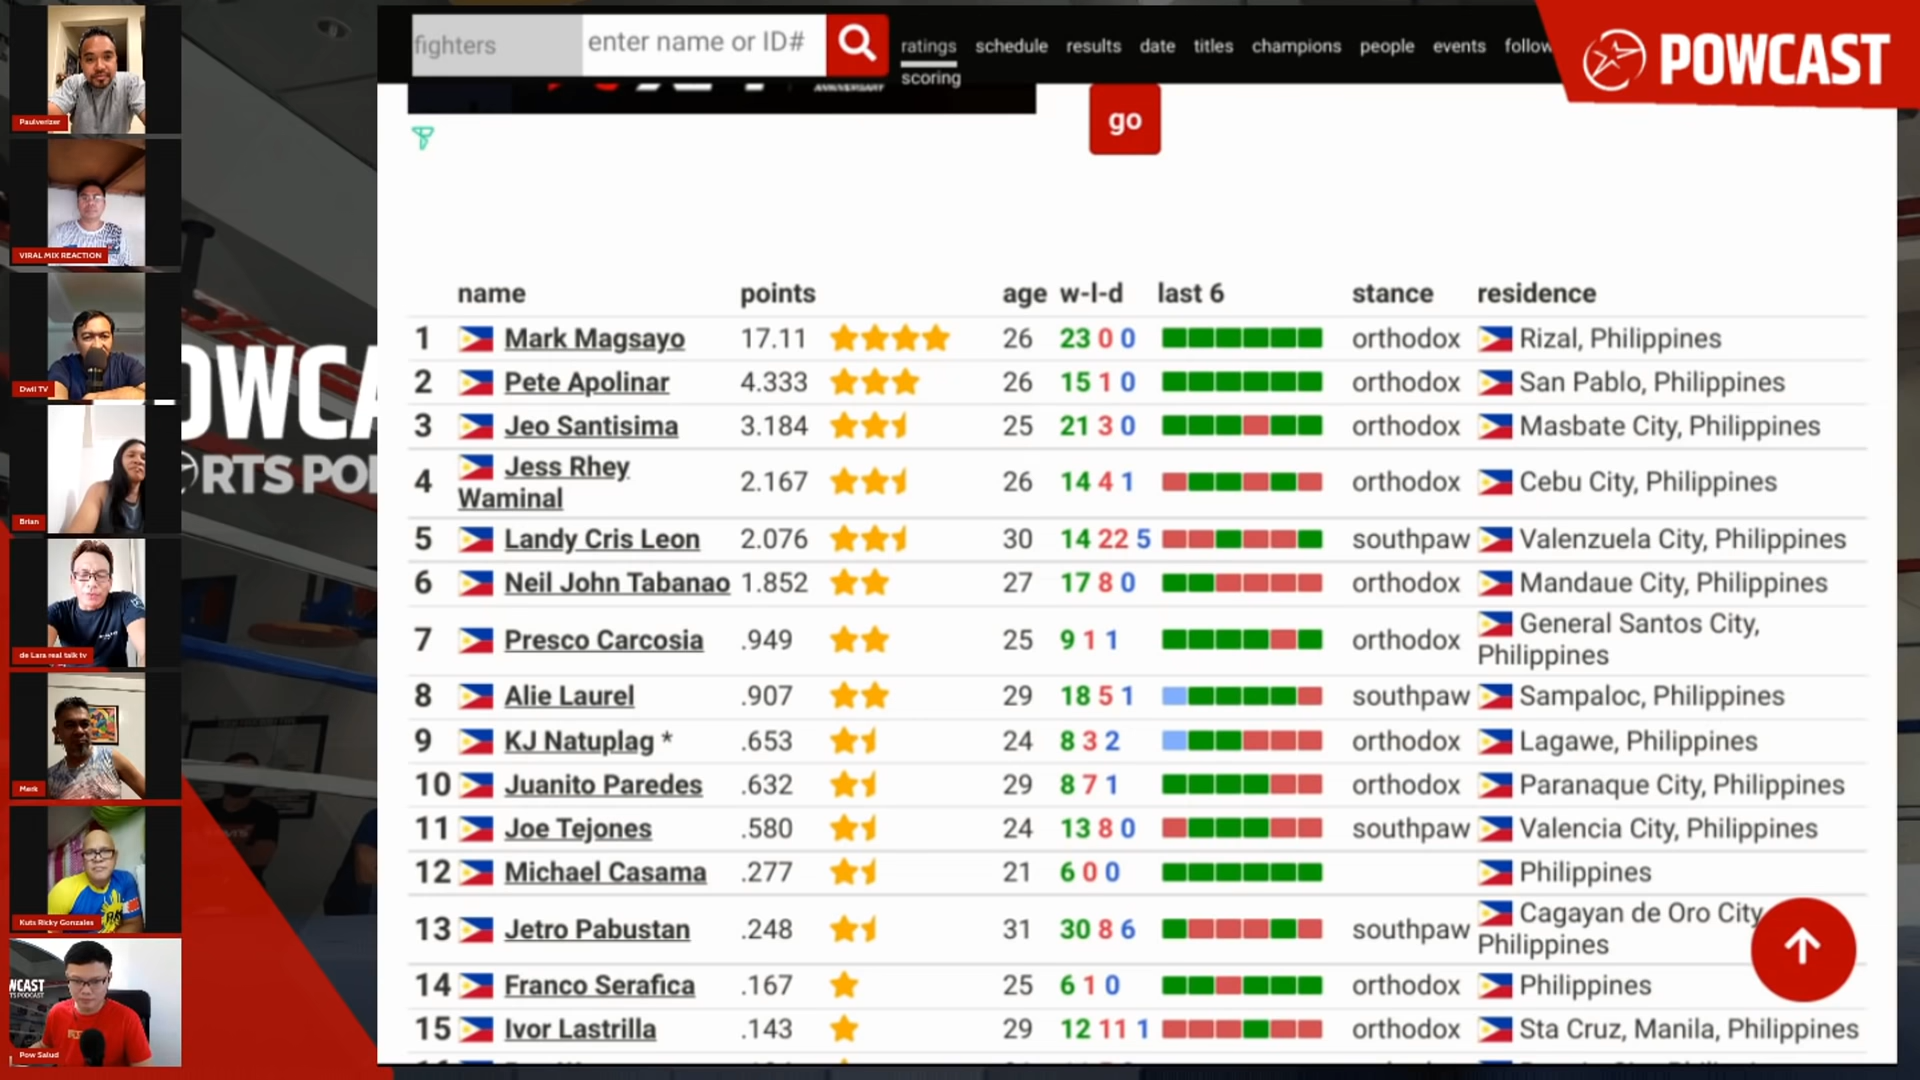 fighters
enter name or ID#
ratings schedule results date titles champions people events follow
scoring
POWCAST
go
name points age w-l-d last 6 stance residence
1 Mark Magsayo 17.11 26 23 0 0 orthodox Rizal, Philippines
2 Pete Apolinar 4.333 26 15 1 0 orthodox San Pablo, Philippines
3 Jeo Santisima 3.184 25 21 3 0 orthodox Masbate City, Philippines
4 Jess Rhey Waminal 2.167 26 14 4 1 orthodox Cebu City, Philippines
5 Landy Cris Leon 2.076 30 14 22 5 southpaw Valenzuela City, Philippines
6 Neil John Tabanao 1.852 27 17 8 0 orthodox Mandaue City, Philippines
7 Presco Carcosia .949 25 9 1 1 orthodox General Santos City, Philippines
8 Alie Laurel .907 29 18 5 1 southpaw Sampaloc, Philippines
9 KJ Natuplag * .653 24 8 3 2 orthodox Lagawe, Philippines
10 Juanito Paredes .632 29 8 7 1 orthodox Paranaque City, Philippines
11 Joe Tejones .580 24 13 8 0 southpaw Valencia City, Philippines
12 Michael Casama .277 21 6 0 0 Philippines
13 Jetro Pabustan .248 31 30 8 6 southpaw Cagayan de Oro City, Philippines
14 Franco Serafica .167 25 6 1 0 orthodox Philippines
15 Ivor Lastrilla .143 29 12 11 1 orthodox Sta Cruz, Manila, Philippines
Paulverizer
VIRAL MIX REACTION
Dwil TV
Brian
de Lara real talk tv
Merk
Kuts Ricky Gonzales
Pow Salud
OWCA
RTS PO
WCAST
TS PODCAST